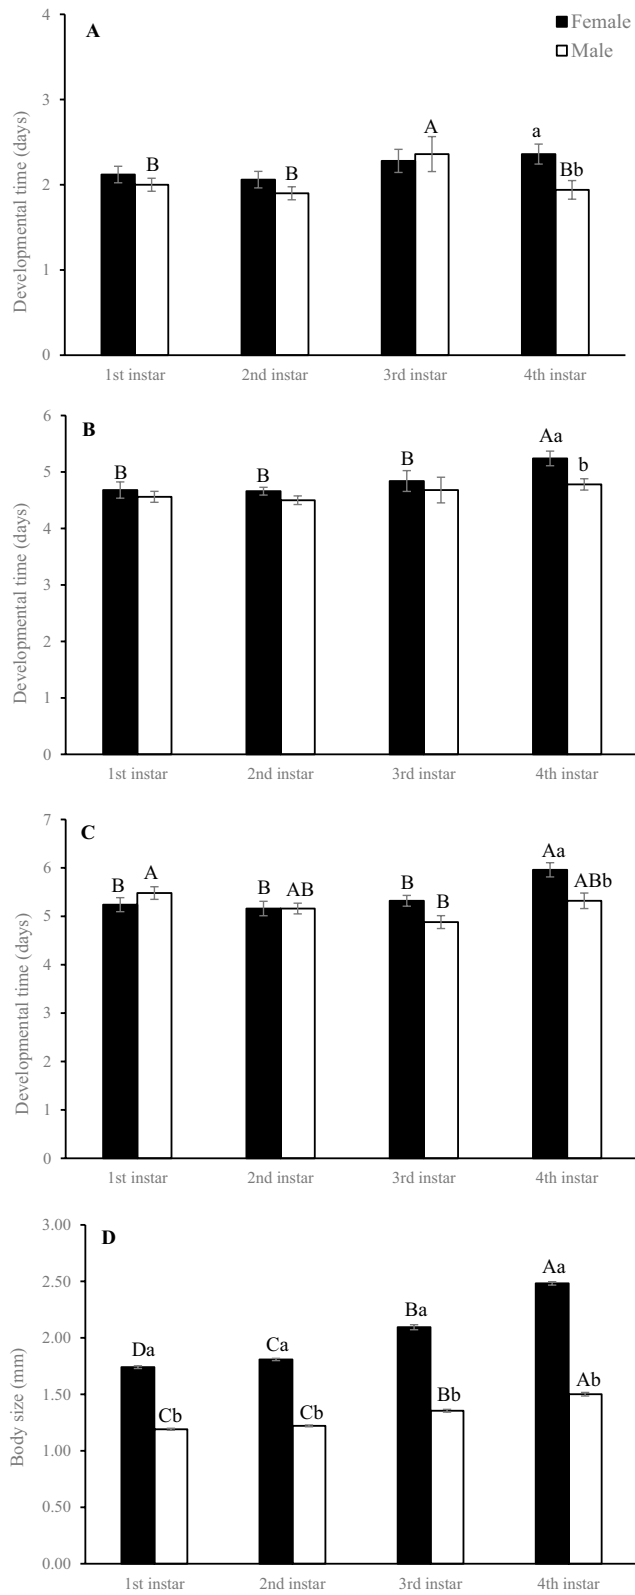 4
A
Female
Male
3
Developmental time (days)
A
a
B
B
Bb
2
1
0
1st instar 2nd instar 3rd instar 4th instar
6
B
Aa
B
B
B
b
5
4
Developmental time (days)
3
2
1
0
1st instar 2nd instar 3rd instar 4th instar
7
C
Aa
6
B A B AB B B ABb
5
Developmental time (days)
4
3
2
1
0
1st instar 2nd instar 3rd instar 4th instar
3.00
D
Aa
2.50
Ba
2.00
Da Ca
Ab
Body size (mm)
1.50
Cb Cb Bb
1.00
0.50
0.00
1st instar 2nd instar 3rd instar 4th instar